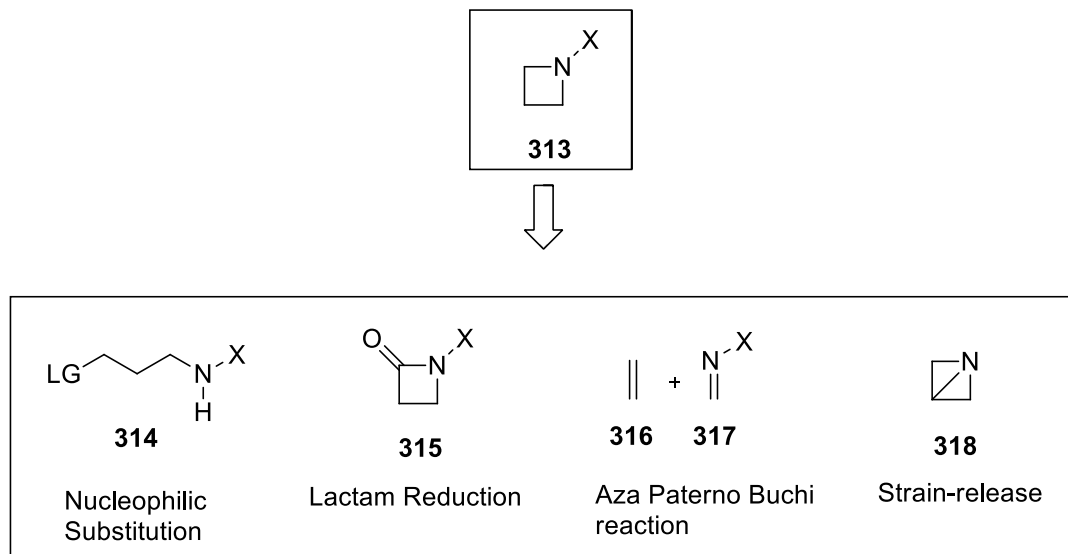 X
N
313
O
X
X
LG
N
X
N
N
N
H
316
+
317
314
315
318
Nucleophilic
Substitution
Lactam Reduction
Aza Paterno Buchi
reaction
Strain-release